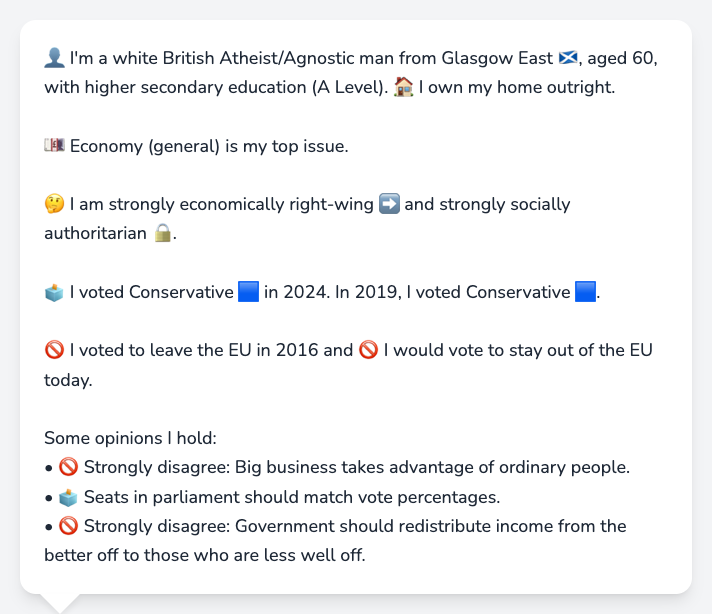 👤 I'm a white British Atheist/Agnostic man from Glasgow East 🏴󠁧󠁢󠁳󠁣󠁴󠁿, aged 60,
with higher secondary education (A Level). 🏠 I own my home outright.
💷 Economy (general) is my top issue.
🤔 I am strongly economically right-wing ➡️ and strongly socially
authoritarian 🔒.
🗳️ I voted Conservative 🟦 in 2024. In 2019, I voted Conservative 🟦.
🚫 I voted to leave the EU in 2016 and 🚫 I would vote to stay out of the EU
today.
Some opinions I hold:
• 🚫 Strongly disagree: Big business takes advantage of ordinary people.
• 🗳️ Seats in parliament should match vote percentages.
• 🚫 Strongly disagree: Government should redistribute income from the
better off to those who are less well off.